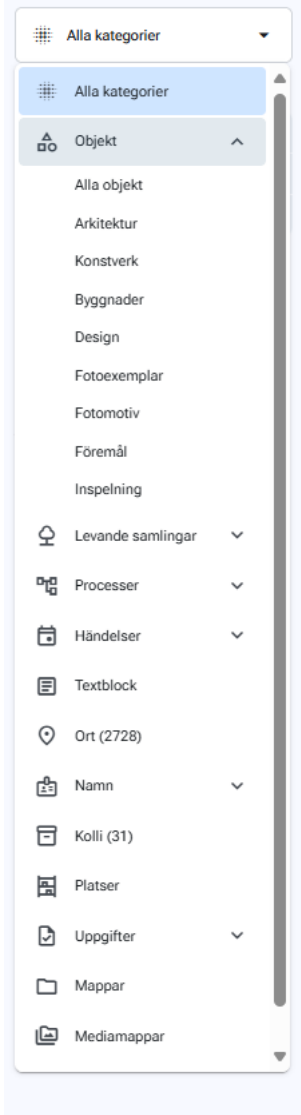 Alla kategorier
Alla kategorier
Objekt
Alla objekt
Arkitektur
Konstverk
Byggnader
Design
Fotoexemplar
Fotomotiv
Föremål
Inspelning
Levande samlingar
Processer
Händelser
Textblock
Ort (2728)
Namn
Kolli (31)
Platser
Uppgifter
Mappar
Mediamappar